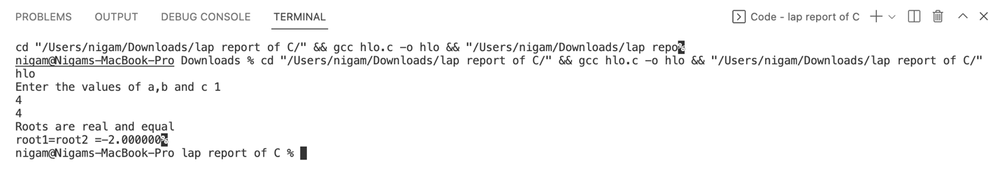 PROBLEMS OUTPUT DEBUG CONSOLE TERMINAL Code - lap report of C
cd "/Users/nigam/Downloads/lap report of C/" && gcc hlo.c -o hlo && "/Users/nigam/Downloads/lap repo%
nigam@Nigams-MacBook-Pro Downloads % cd "/Users/nigam/Downloads/lap report of C/" && gcc hlo.c -o hlo && "/Users/nigam/Downloads/lap report of C/"
hlo
Enter the values of a,b and c 1
4
4
Roots are real and equal
root1=root2 =-2.000000%
nigam@Nigams-MacBook-Pro lap report of C %